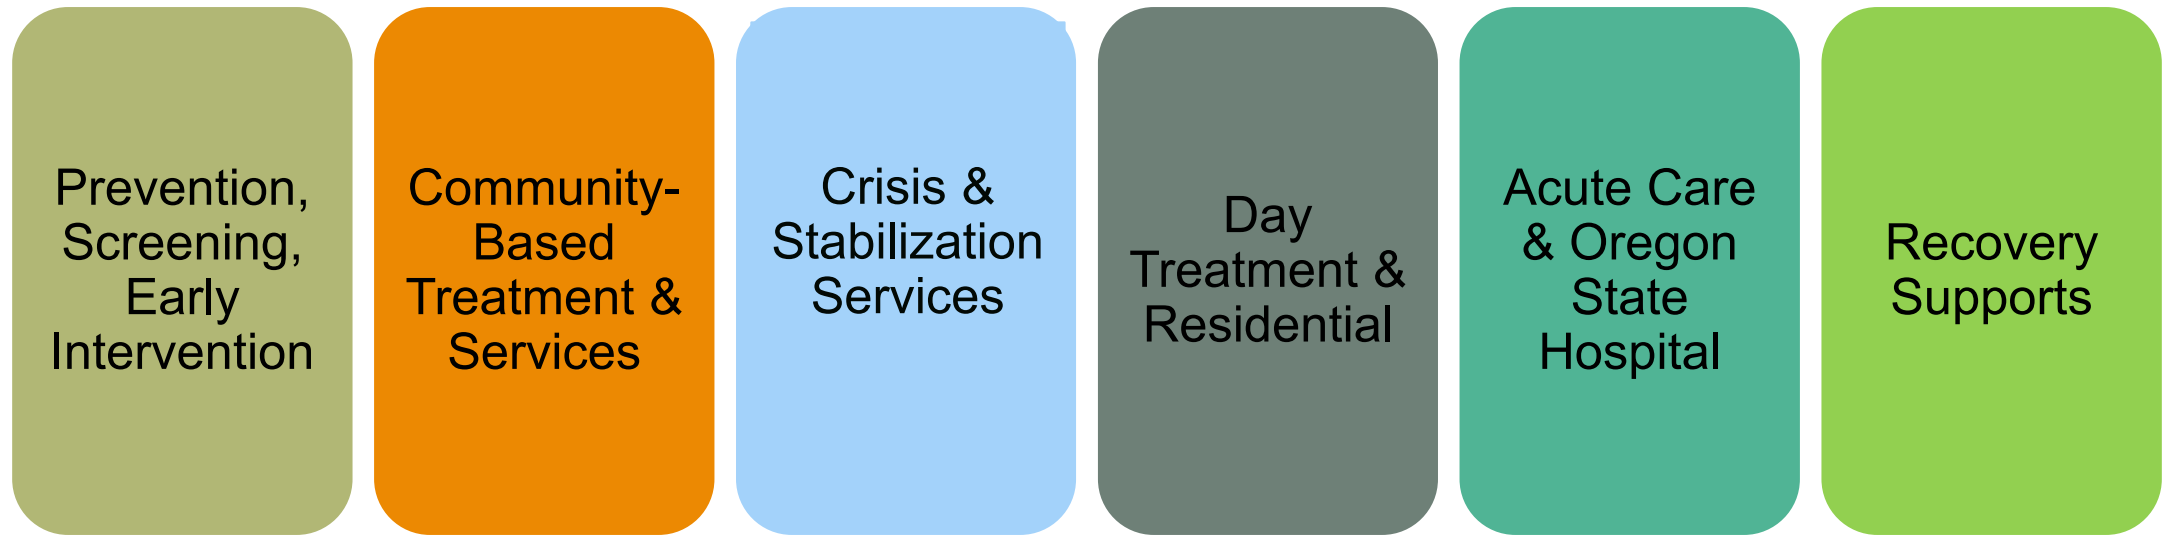 Prevention,
Screening,
Early
Intervention
Community-
Based
Treatment &
Services
Crisis &
Stabilization
Services
Day
Treatment &
Residential
Acute Care
& Oregon
State
Hospital
Recovery
Supports